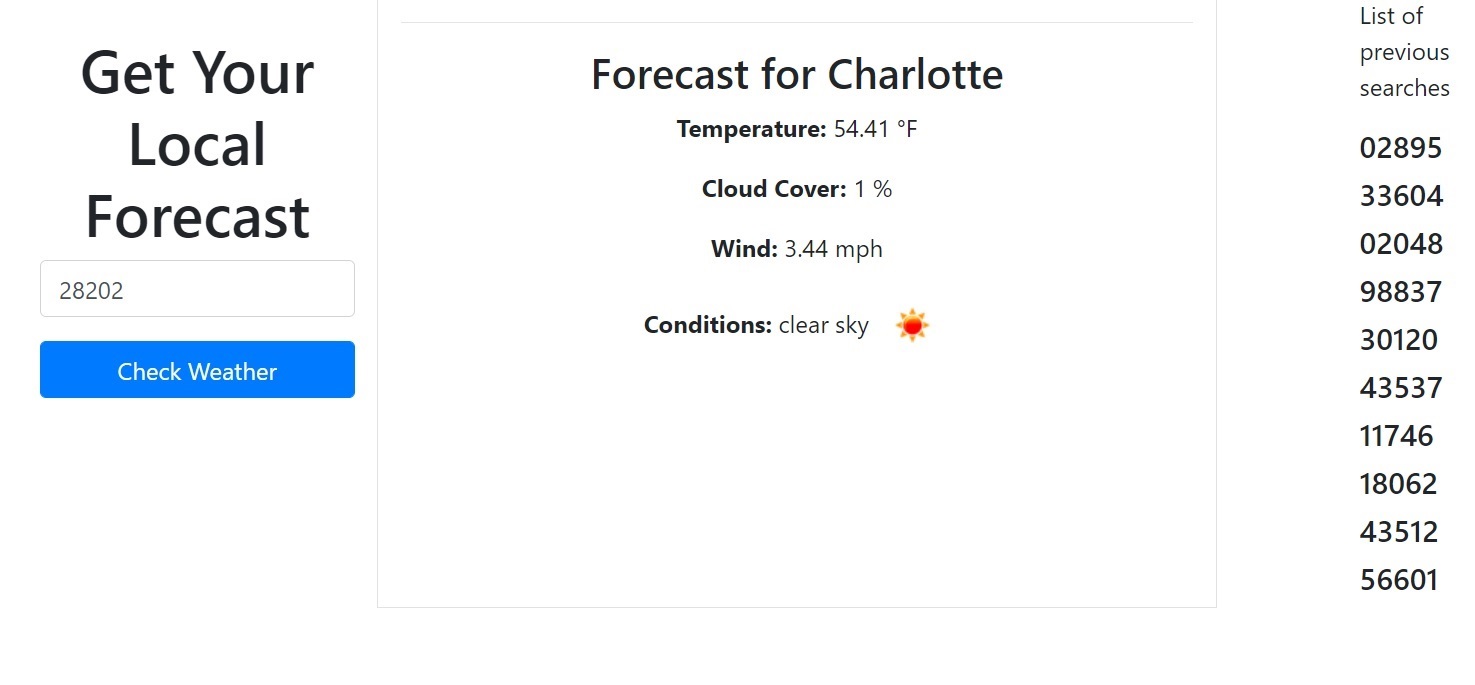 Get Your
Local
Forecast
28202
Check Weather
Forecast for Charlotte
Temperature: 54.41 °F
Cloud Cover: 1 %
Wind: 3.44 mph
Conditions: clear sky
List of
previous
searches
02895
33604
02048
98837
30120
43537
11746
18062
43512
56601